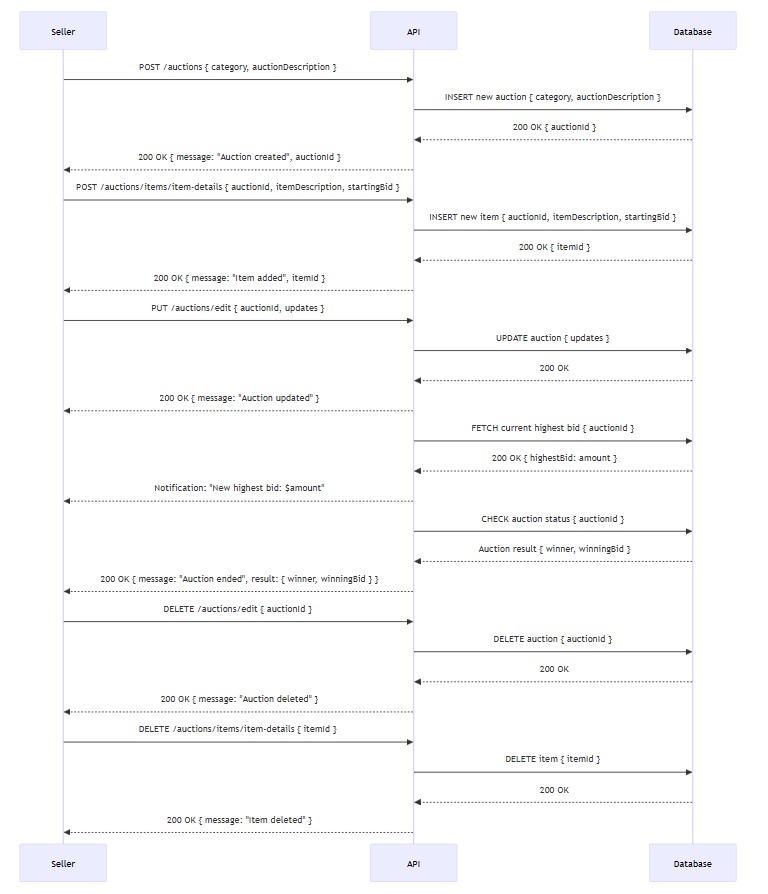 Seller
API
Database
POST /auctions { category, auctionDescription }
INSERT new auction { category, auctionDescription }
200 OK { auctionId }
200 OK { message: "Auction created", auctionId }
POST /auctions/items/item-details { auctionId, itemDescription, startingBid }
INSERT new item { auctionId, itemDescription, startingBid }
200 OK { itemId }
200 OK { message: "Item added", itemId }
PUT /auctions/edit { auctionId, updates }
UPDATE auction { updates }
200 OK
200 OK { message: "Auction updated" }
FETCH current highest bid { auctionId }
200 OK { highestBid: amount }
Notification: "New highest bid: $amount"
CHECK auction status { auctionId }
Auction result { winner, winningBid }
200 OK { message: "Auction ended", result: { winner, winningBid } }
DELETE /auctions/edit { auctionId }
DELETE auction { auctionId }
200 OK
200 OK { message: "Auction deleted" }
DELETE /auctions/items/item-details { itemId }
DELETE item { itemId }
200 OK
200 OK { message: "Item deleted" }
Seller
API
Database